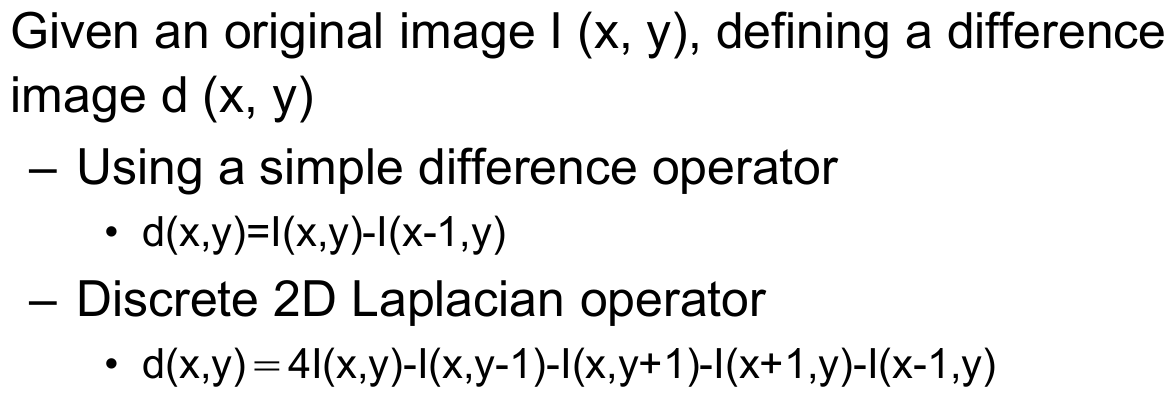 Given an original image I (x, y), defining a difference
image d (x, y)
– Using a simple difference operator
• d(x,y)=I(x,y)-I(x-1,y)
– Discrete 2D Laplacian operator
• d(x,y)＝4I(x,y)-I(x,y-1)-I(x,y+1)-I(x+1,y)-I(x-1,y)